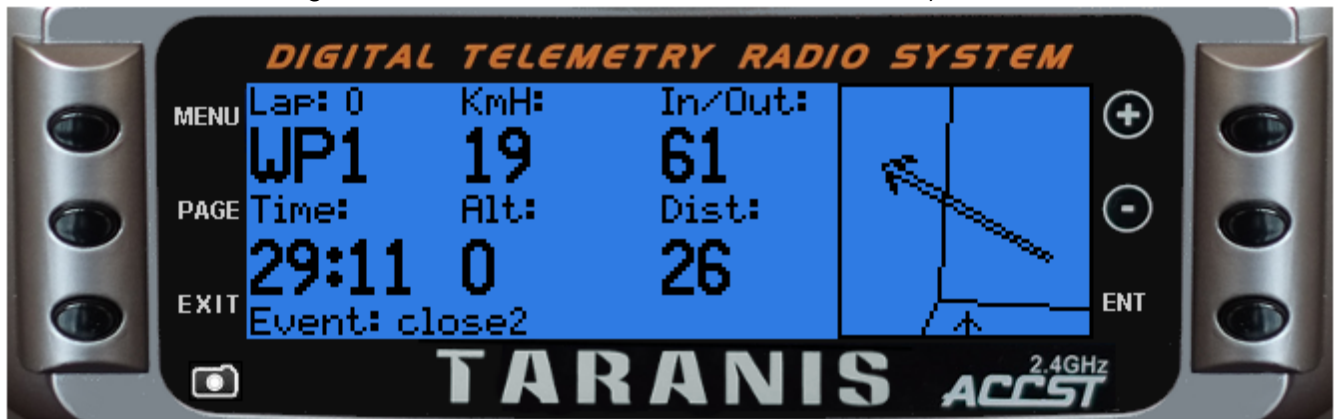 DIGITAL TELEMETRY RADIO SYSTEM
MENU
Lap: 0 KmH: In/Out:
WP1 19 61
PAGE
Time: Alt: Dist:
29:11 0 26
EXIT
Event: close2
+
-
ENT
TARANIS
2.4GHz
ACCST